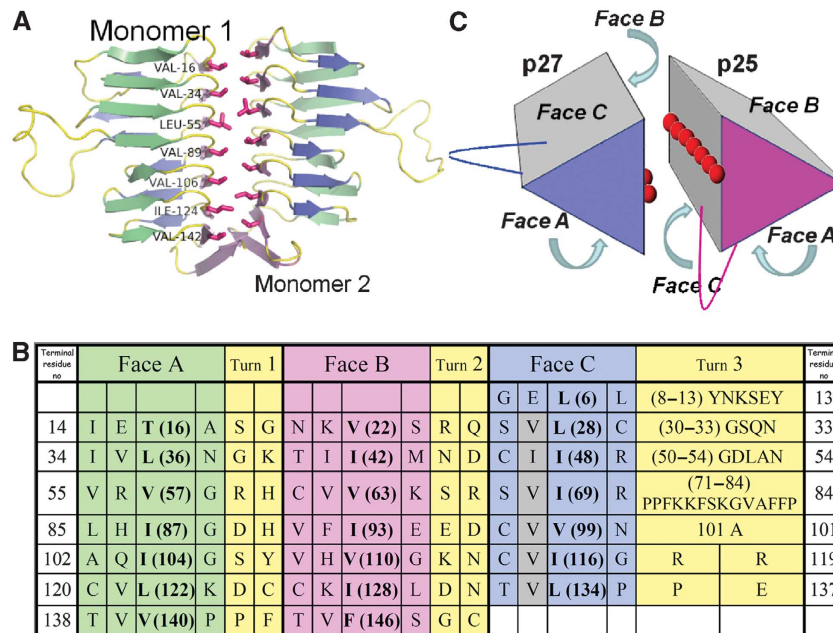 A
Monomer 1
VAL-16
VAL-34
LEU-55
VAL-89
VAL-106
ILE-124
VAL-142
Monomer 2
C
Face B
p27
p25
Face C
Face B
Face A
Face A
Face C
B
Terminal residue no | Face A | Turn 1 | Face B | Turn 2 | Face C | Turn 3 | Terminal residue no
G E L (6) L (8–13) YNKSEY 13
14 I E T (16) A S G N K V (22) S R Q S V L (28) C (30–33) GSQN 33
34 I V L (36) N G K T I I (42) M N D C I I (48) R (50–54) GDLAN 54
55 V R V (57) G R H C V V (63) K S R S V I (69) R (71–84) PPFKKFSKGVAFFP 84
85 L H I (87) G D H V F I (93) E E D C V V (99) N 101 A 101
102 A Q I (104) G S Y V H V (110) G K N C V I (116) G R R 119
120 C V L (122) K D C C K I (128) L D N T V L (134) P P E 137
138 T V V (140) P P F T V F (146) S G C